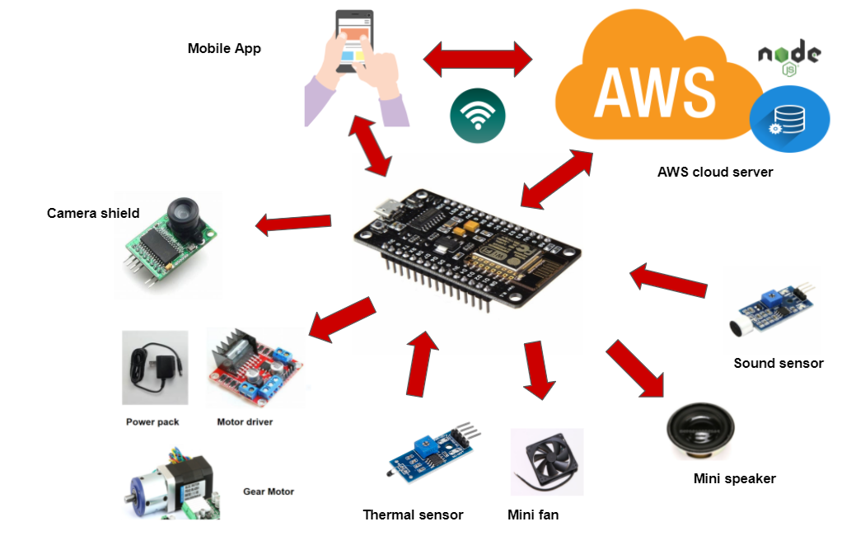 Mobile App
AWS
node
JS
AWS cloud server
Camera shield
Sound sensor
Power pack
Motor driver
Mini speaker
Gear Motor
Thermal sensor
Mini fan